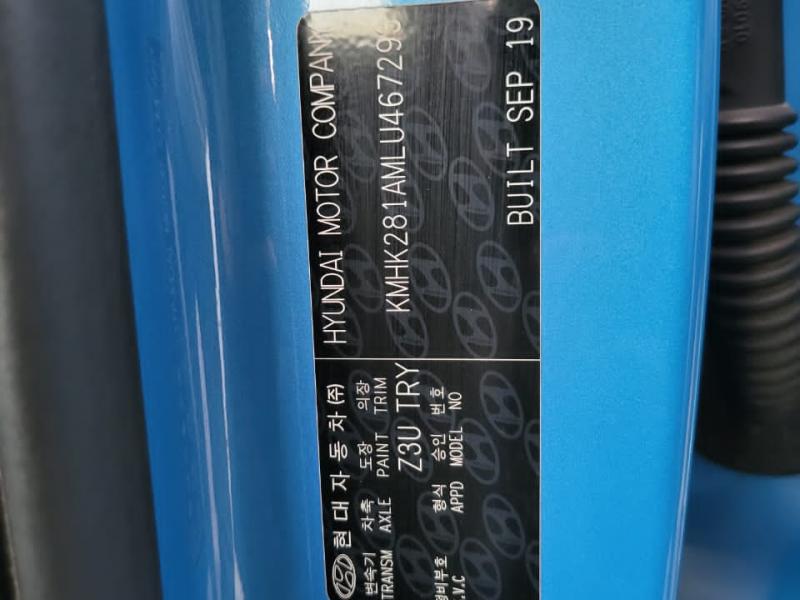 현대자동차(주) HYUNDAI MOTOR COMPANY
변속기 차축 도장 의장
TRANSM AXLE PAINT TRIM
Z3U TRY
KMHK281AMLU46729
형식 승인 번호
APPD MODEL NO
BUILT SEP 19